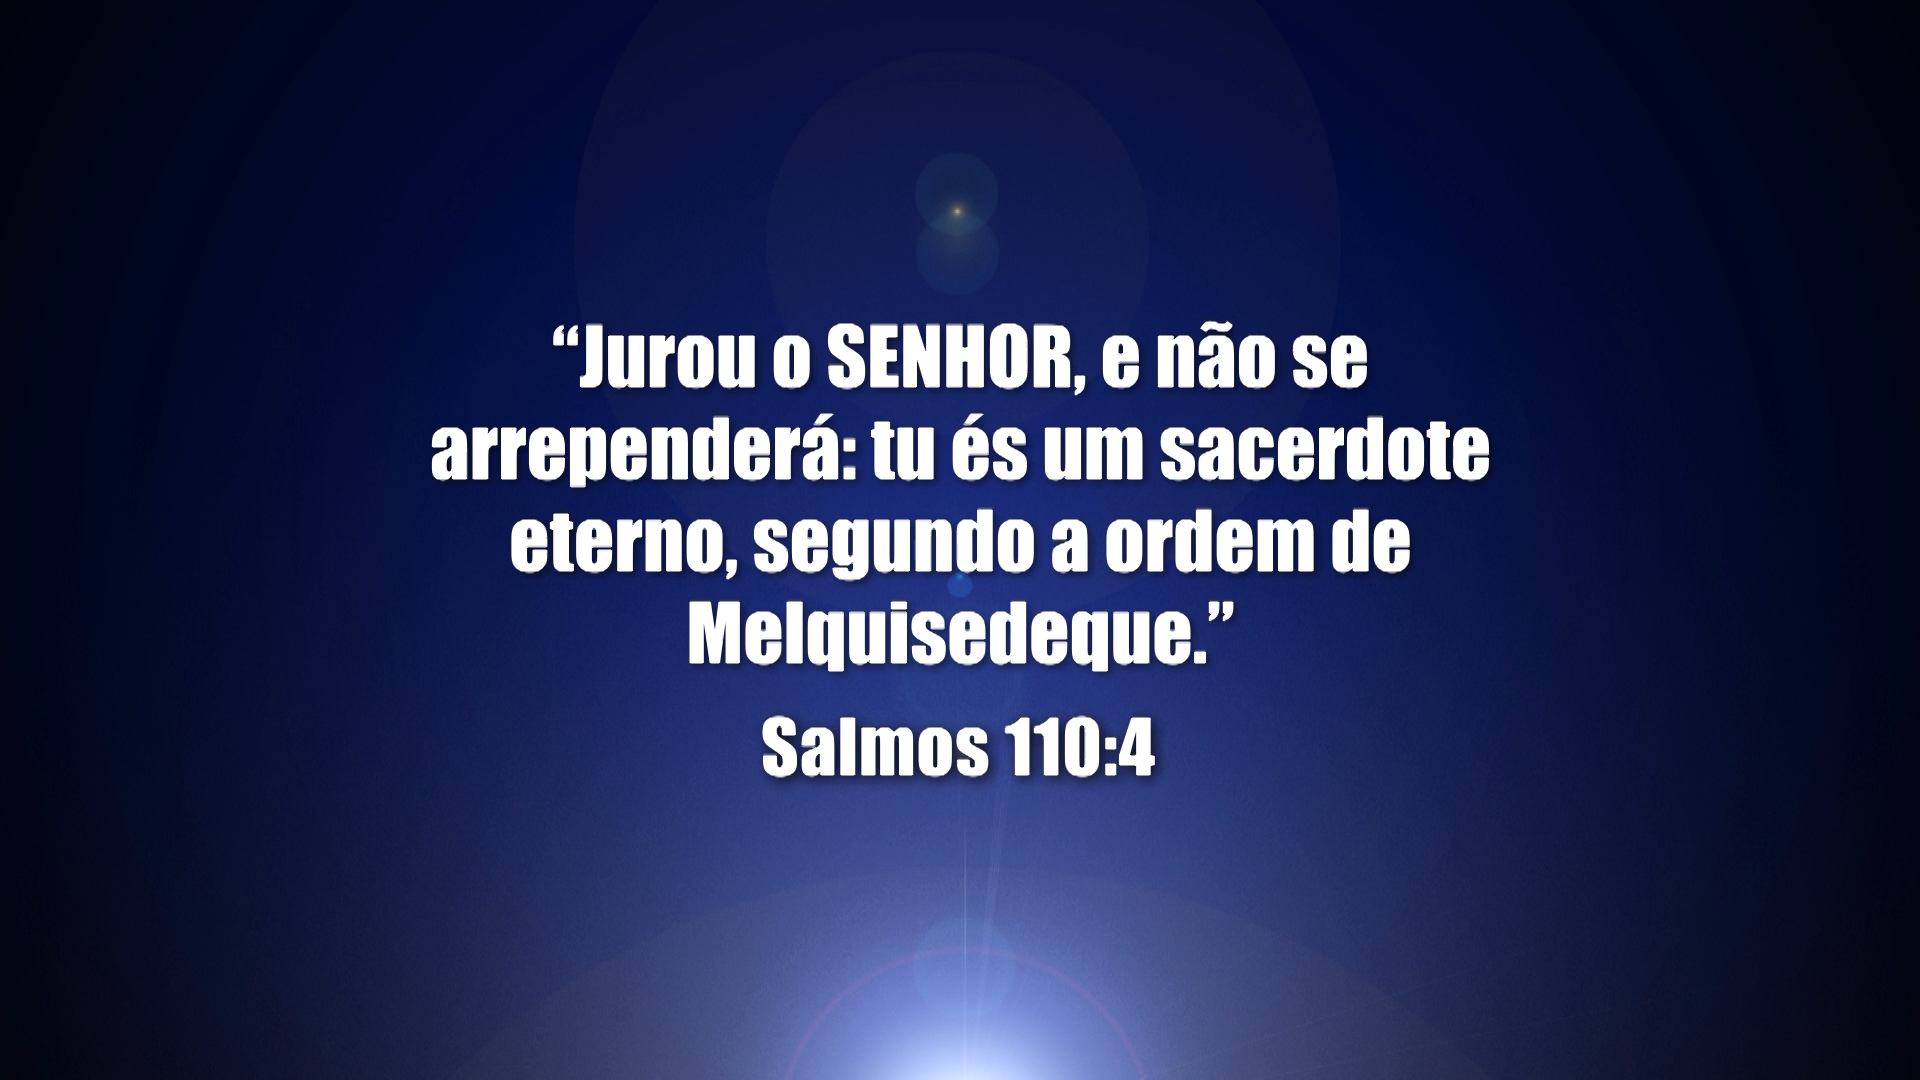 “Jurou o SENHOR, e não se
arrependerá: tu és um sacerdote
eterno, segundo a ordem de
Melquisedeque.”
Salmos 110:4